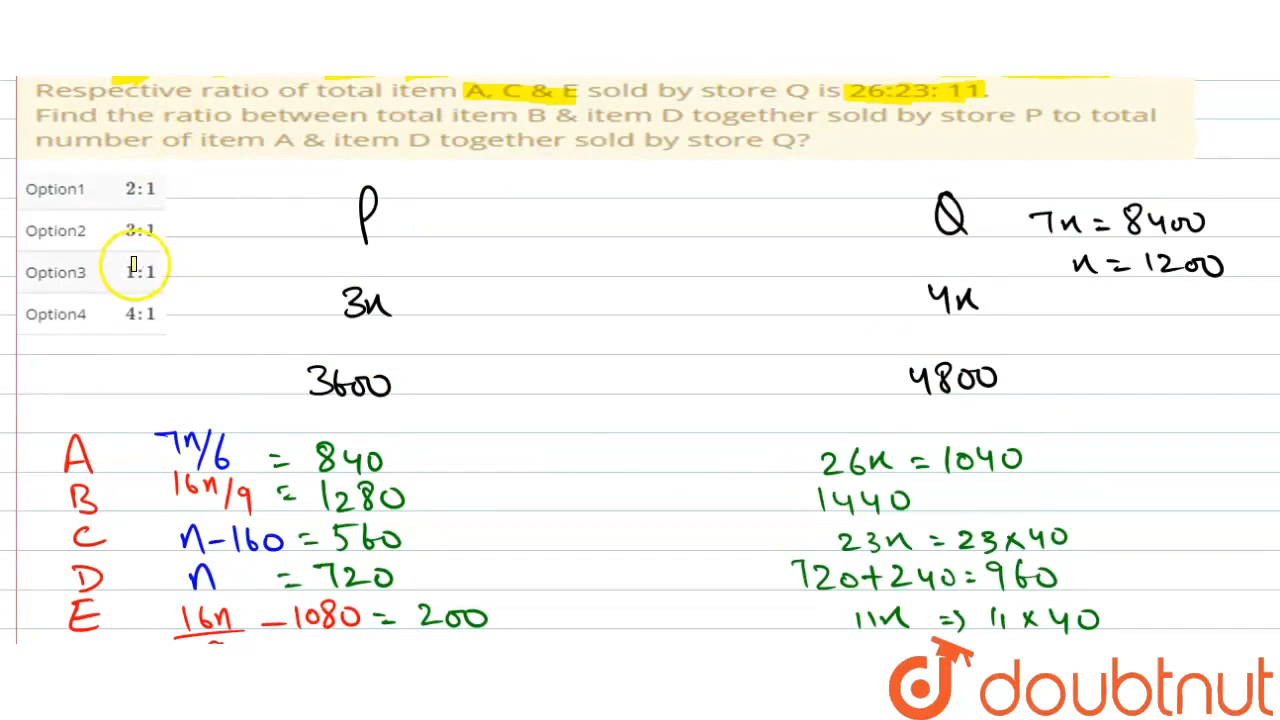 Respective ratio of total item A, C & E sold by store Q is 26:23: 11.
Find the ratio between total item B & item D together sold by store P to total
number of item A & item D together sold by store Q?
Option1 2:1
Option2 3:1
Option3 1:1
Option4 4:1
P Q 7x = 8400
x = 1200
3x 4x
3600 4800
A 7x/6 = 840 26x = 1040
B 16x/9 = 1280 1440
C x-160 = 560 23x = 23×40
D x = 720 720+240=960
E 16x - 1080 = 200 11x => 11×40
doubtnut